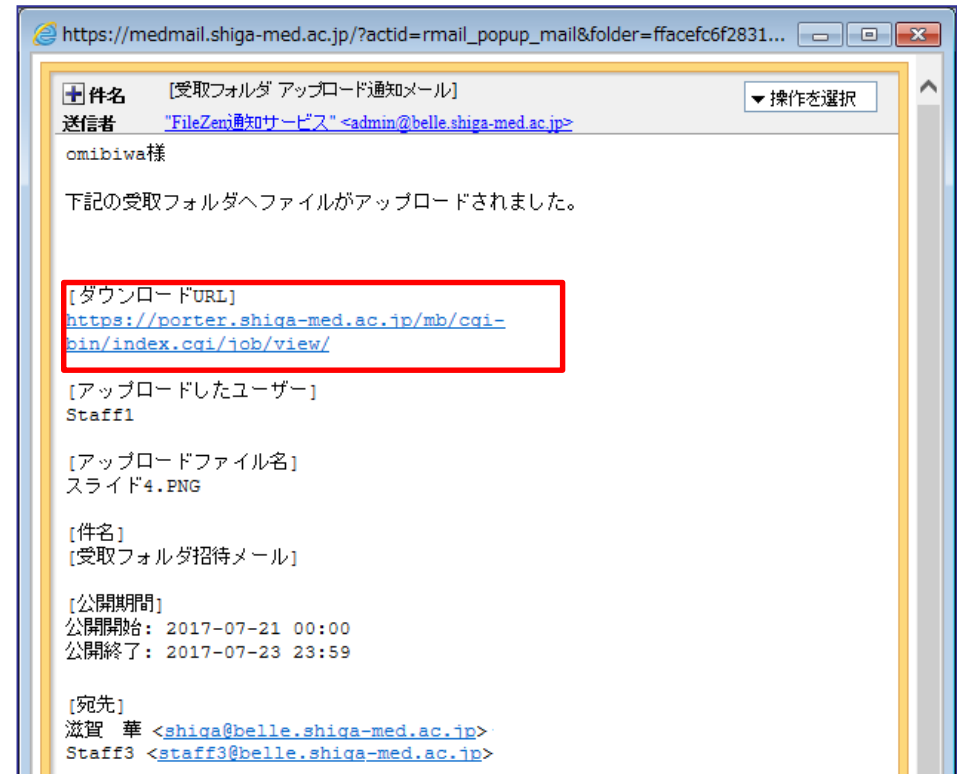 https://medmail.shiga-med.ac.jp/?actid=rmail_popup_mail&folder=ffacefc6f2831...
件名 [受取フォルダ アップロード通知メール]
▼操作を選択
送信者 "FileZen通知サービス" <admin@belle.shiga-med.ac.jp>
omibiwa様
下記の受取フォルダへファイルがアップロードされました。
[ダウンロードURL]
https://porter.shiga-med.ac.jp/mb/cgi-
bin/index.cgi/job/view/
[アップロードしたユーザー]
Staff1
[アップロードファイル名]
スライド4.PNG
[件名]
[受取フォルダ招待メール]
[公開期間]
公開開始: 2017-07-21 00:00
公開終了: 2017-07-23 23:59
[宛先]
滋賀　華 <shiga@belle.shiga-med.ac.jp>
Staff3 <staff3@belle.shiga-med.ac.jp>